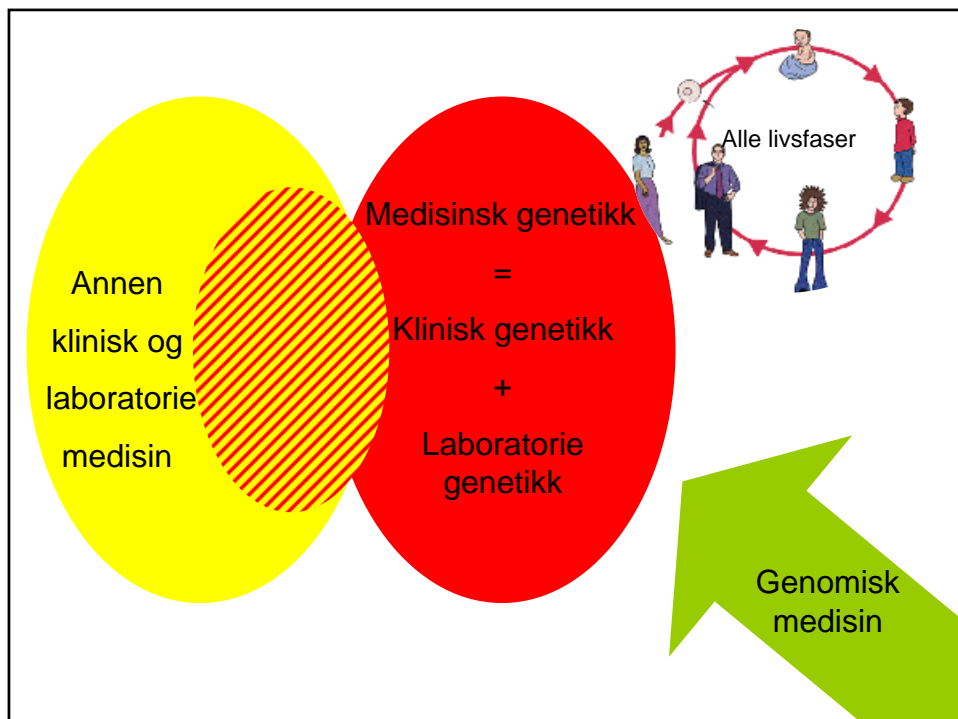 Annen
klinisk og
laboratorie
medisin
Medisinsk genetikk
=
Klinisk genetikk
+
Laboratorie
genetikk
Alle livsfaser
Genomisk
medisin